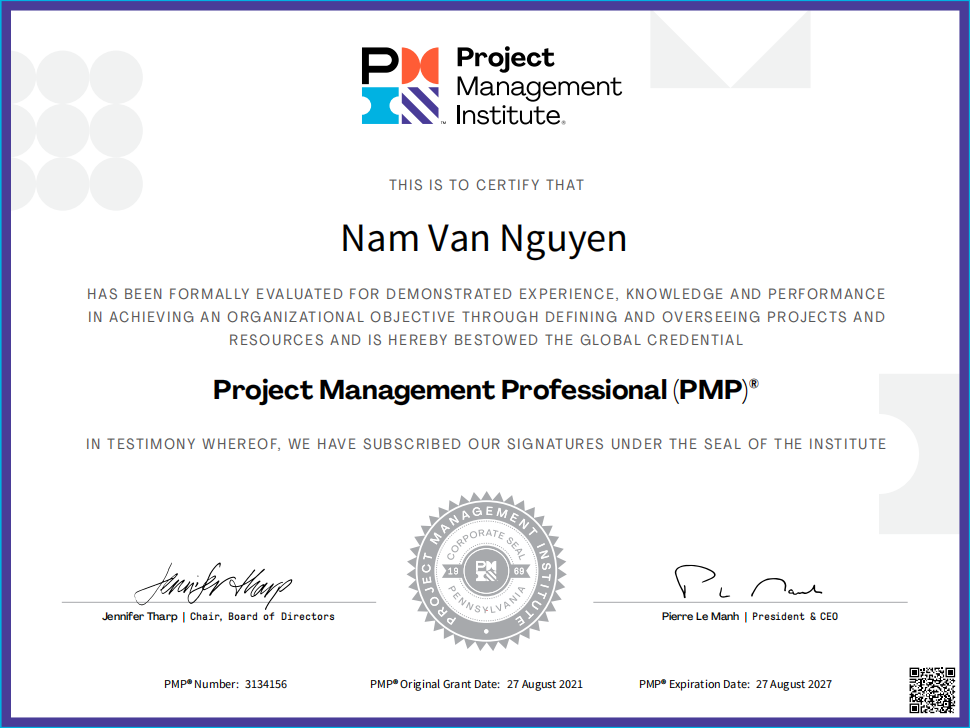 PM
™
Project
Management
Institute®
THIS IS TO CERTIFY THAT
Nam Van Nguyen
HAS BEEN FORMALLY EVALUATED FOR DEMONSTRATED EXPERIENCE, KNOWLEDGE AND PERFORMANCE
IN ACHIEVING AN ORGANIZATIONAL OBJECTIVE THROUGH DEFINING AND OVERSEEING PROJECTS AND
RESOURCES AND IS HEREBY BESTOWED THE GLOBAL CREDENTIAL
Project Management Professional (PMP)®
IN TESTIMONY WHEREOF, WE HAVE SUBSCRIBED OUR SIGNATURES UNDER THE SEAL OF THE INSTITUTE
PROJECT MANAGEMENT INSTITUTE
CORPORATE SEAL
19 69
PENNSYLVANIA
Jennifer Tharp
Jennifer Tharp | Chair, Board of Directors
Pierre Le Manh | President & CEO
PMP® Number: 3134156
PMP® Original Grant Date: 27 August 2021
PMP® Expiration Date: 27 August 2027